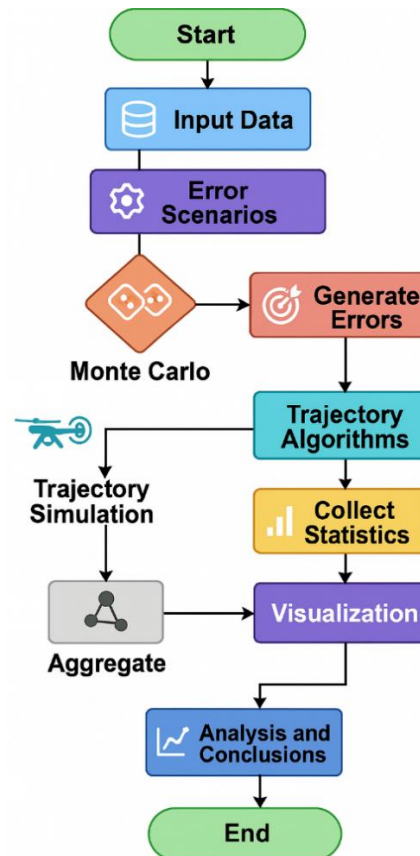 Start
Input Data
Error
Scenarios
Monte Carlo
Generate
Errors
Trajectory
Algorithms
Trajectory
Simulation
Collect
Statistics
Aggregate
Visualization
Analysis and
Conclusions
End